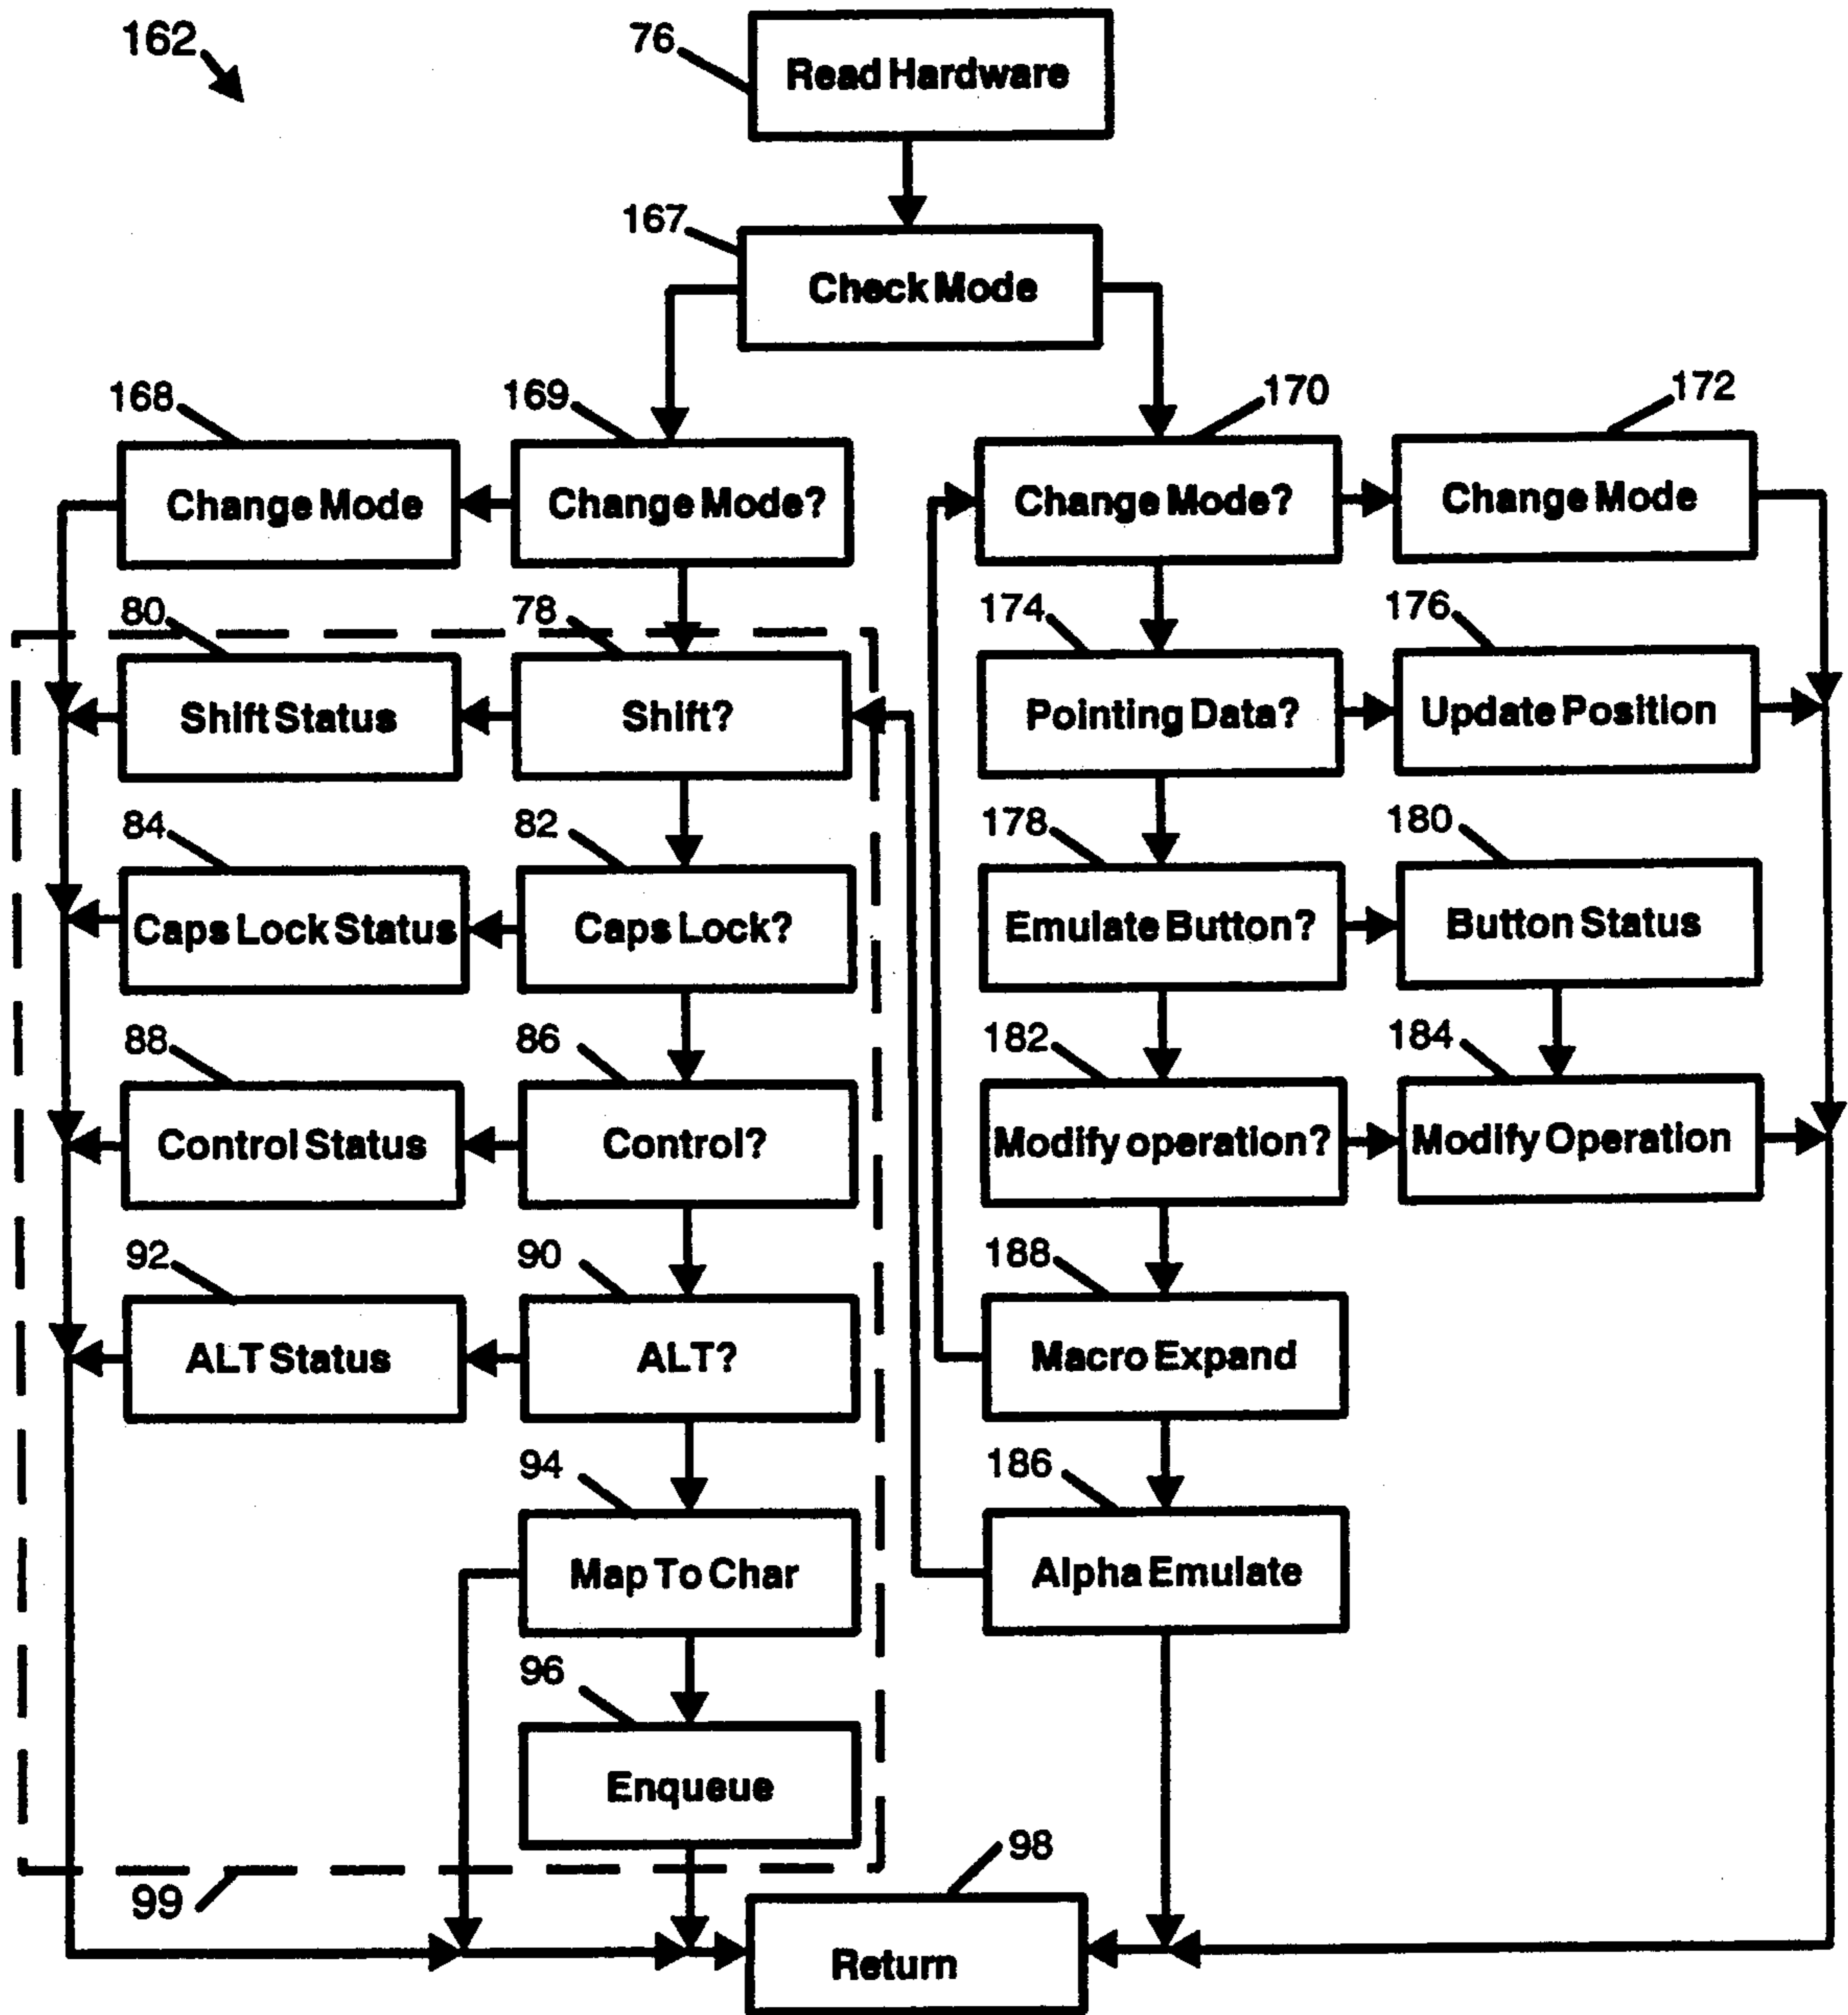 162
76
Read Hardware
167
Check Mode
168
169
170
172
Change Mode
Change Mode?
Change Mode?
Change Mode
80
78
174
176
Shift Status
Shift?
Pointing Data?
Update Position
84
82
178
180
Caps Lock Status
Caps Lock?
Emulate Button?
Button Status
88
86
182
184
Control Status
Control?
Modify operation?
Modify Operation
92
90
188
ALT Status
ALT?
Macro Expand
94
186
Map To Char
Alpha Emulate
96
Enqueue
98
99
Return